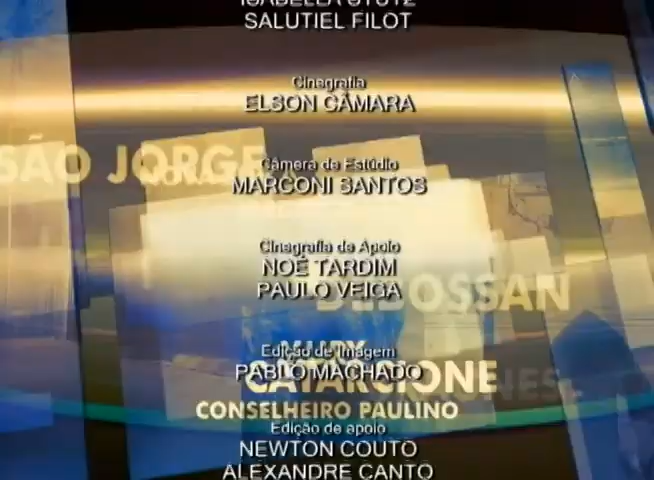 SALUTIEL FILOT
Cinegrafia
ELSON CÂMARA
SÃO JORGE
Câmera de Estúdio
MARCONI SANTOS
Cinegrafia de Apoio
NOÉ TARDIM
DEBOSSAN
PAULO VEIGA
Edição de Imagem
PABLO MACHADO
CATARCIONE
CONSELHEIRO PAULINO
Edição de apoio
NEWTON COUTO
ALEXANDRE CANTO